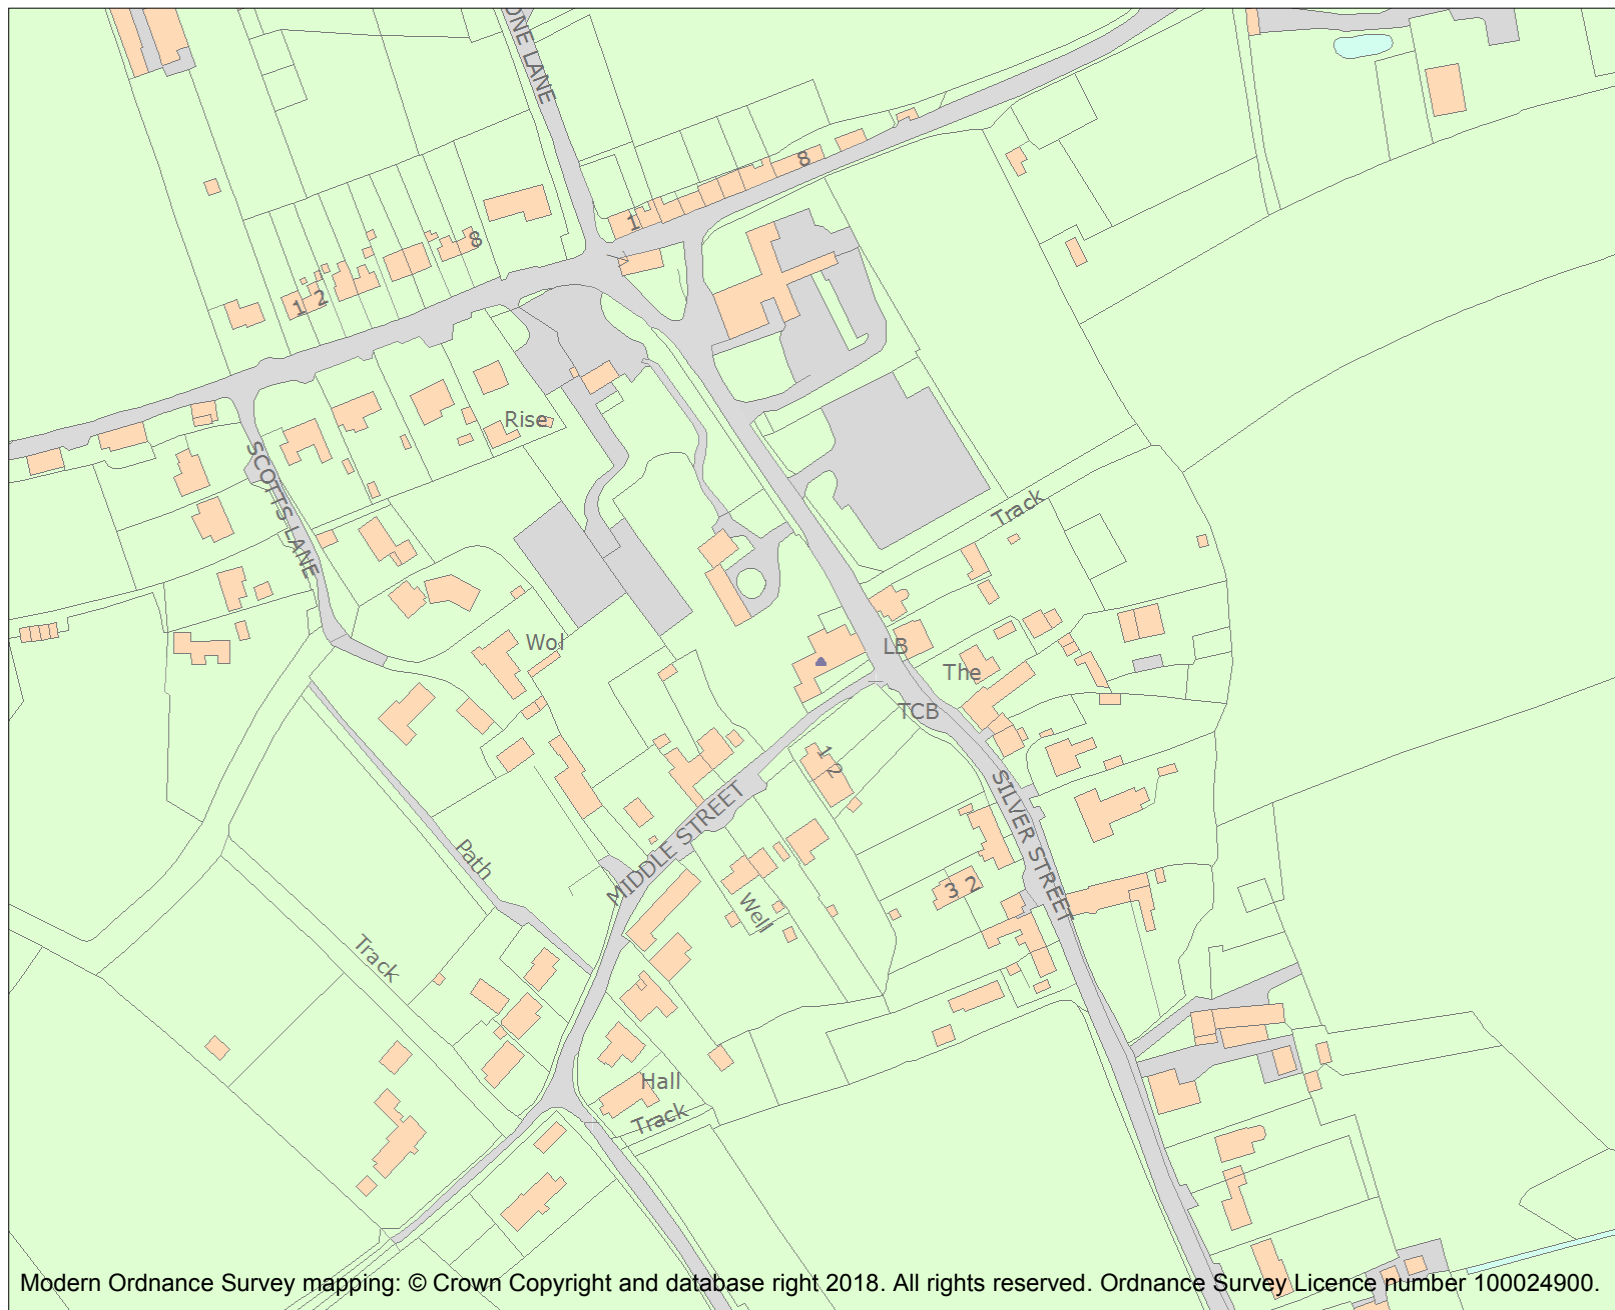 ONE LANE
8
1
8
1 2
Rise
SCOTTS LANE
Track
Wol
LB
The
TCB
1 2
SILVER STREET
MIDDLE STREET
Path
3 2
Well
Track
Hall
Track
Modern Ordnance Survey mapping: © Crown Copyright and database right 2018. All rights reserved. Ordnance Survey Licence number 100024900.